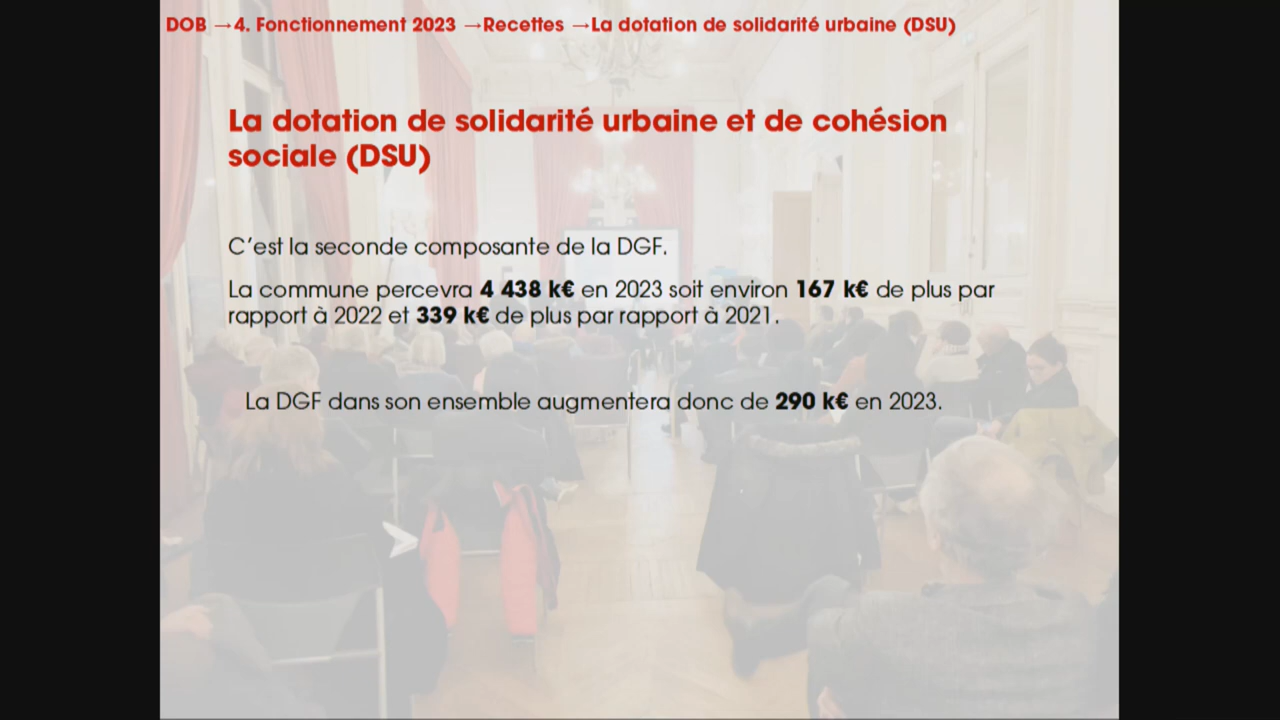 DOB →4. Fonctionnement 2023 →Recettes →La dotation de solidarité urbaine (DSU)
La dotation de solidarité urbaine et de cohésion
sociale (DSU)
C’est la seconde composante de la DGF.
La commune percevra 4 438 k€ en 2023 soit environ 167 k€ de plus par
rapport à 2022 et 339 k€ de plus par rapport à 2021.
La DGF dans son ensemble augmentera donc de 290 k€ en 2023.